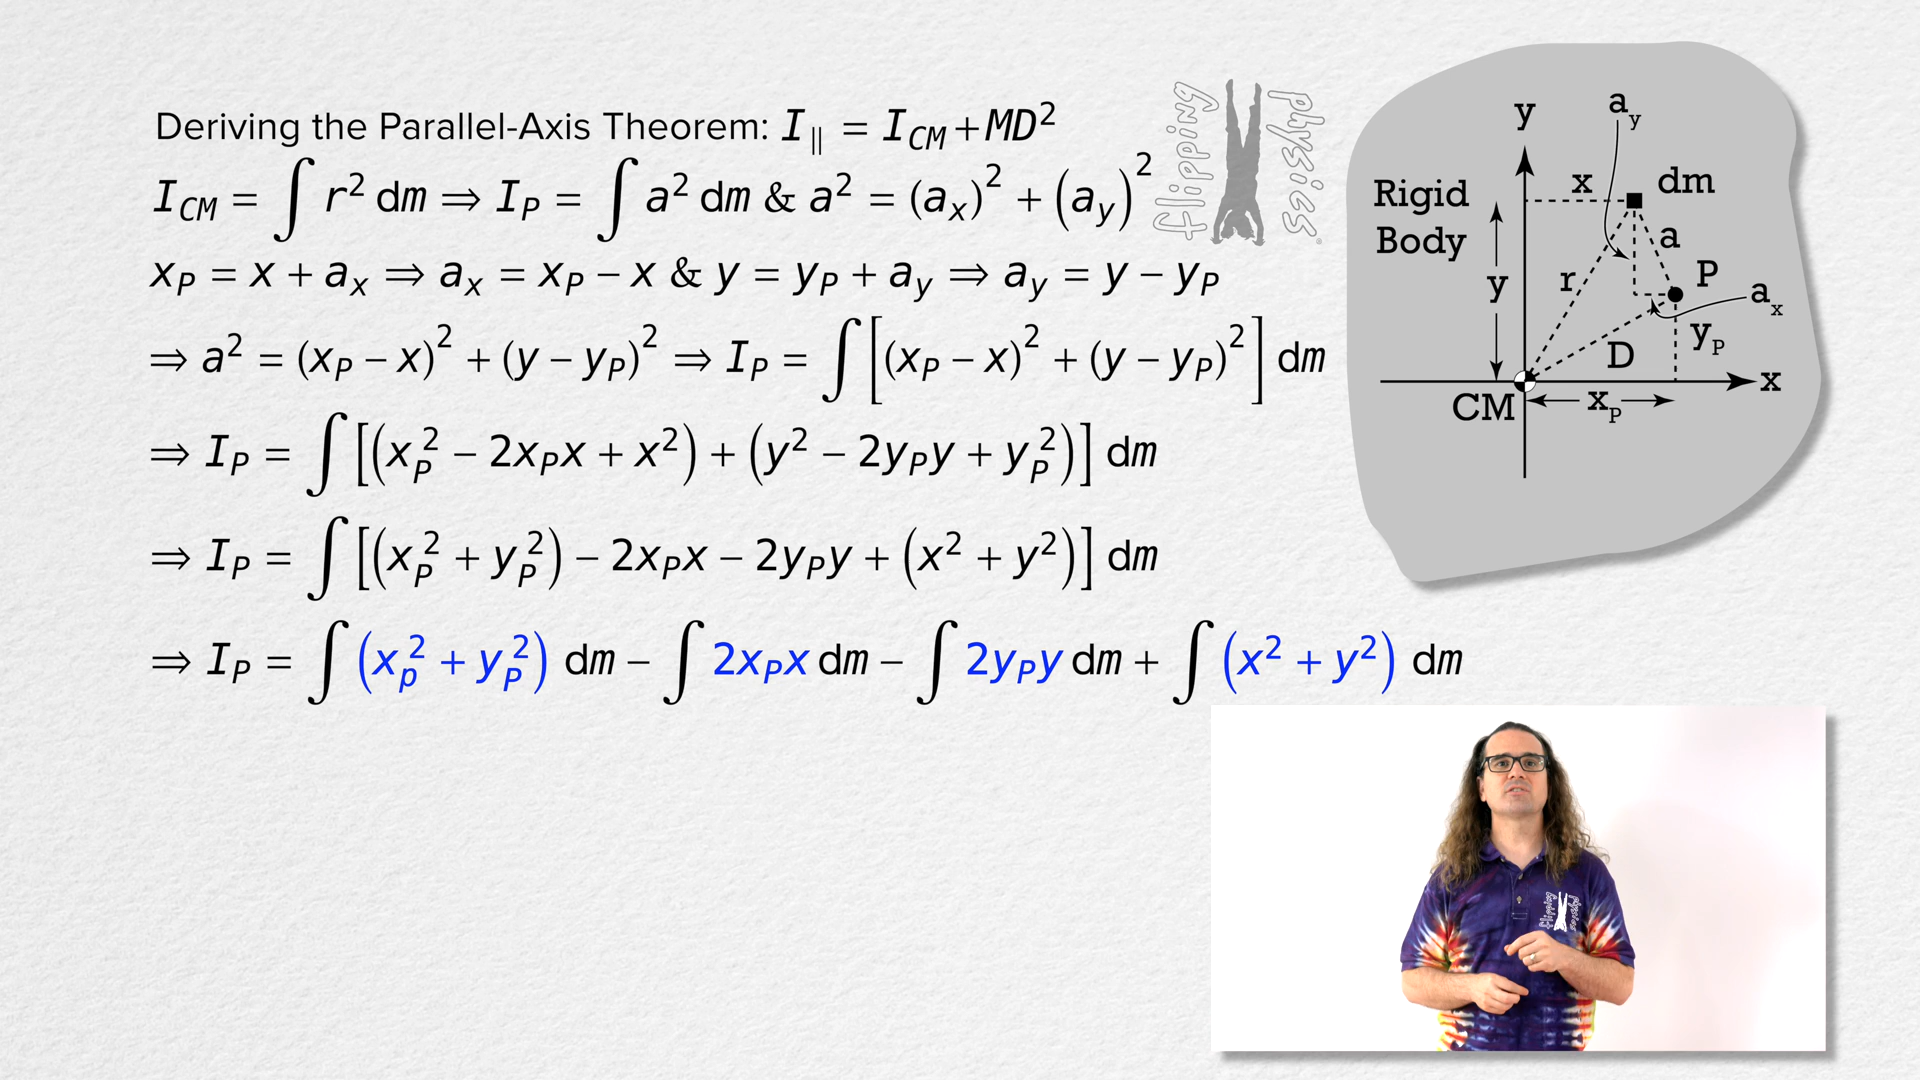 Deriving the Parallel-Axis Theorem: I∥ = I_CM + MD²
I_CM = ∫ r² dm ⇒ I_P = ∫ a² dm & a² = (a_x)² + (a_y)²
x_P = x + a_x ⇒ a_x = x_P − x & y = y_P + a_y ⇒ a_y = y − y_P
⇒ a² = (x_P − x)² + (y − y_P)² ⇒ I_P = ∫ [(x_P − x)² + (y − y_P)²] dm
⇒ I_P = ∫ [(x_P² − 2x_Px + x²) + (y² − 2y_Py + y_P²)] dm
⇒ I_P = ∫ [(x_P² + y_P²) − 2x_Px − 2y_Py + (x² + y²)] dm
⇒ I_P = ∫ (x_p² + y_P²) dm − ∫ 2x_Px dm − ∫ 2y_Py dm + ∫ (x² + y²) dm
flipping physics®
y
a_y
x
dm
Rigid
Body
a
P
r
a_x
y
y_P
D
x
CM
x_P
flipping physics